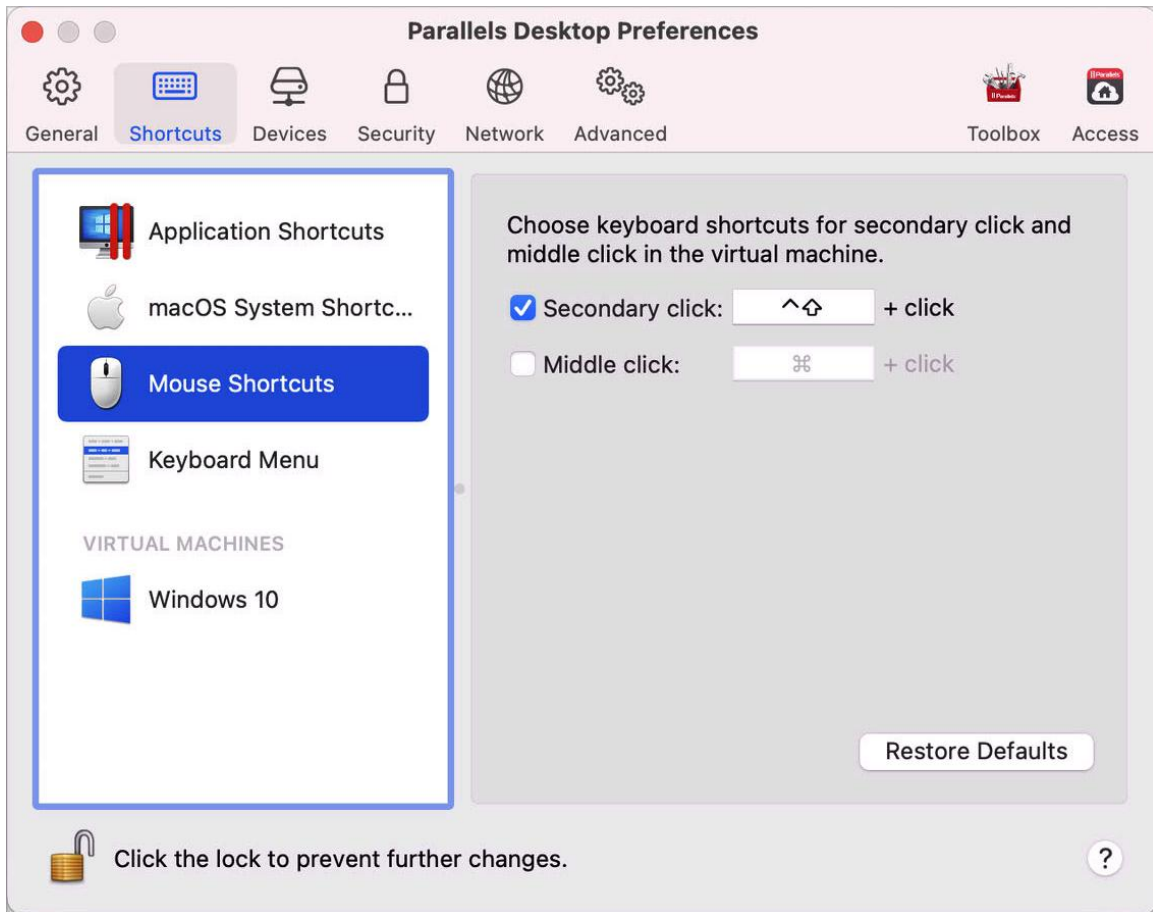 Parallels Desktop Preferences
General Shortcuts Devices Security Network Advanced Toolbox Access
Application Shortcuts
macOS System Shortc...
Mouse Shortcuts
Keyboard Menu
VIRTUAL MACHINES
Windows 10
Choose keyboard shortcuts for secondary click and
middle click in the virtual machine.
Secondary click: ^⇧ + click
Middle click: ⌘ + click
Restore Defaults
Click the lock to prevent further changes.
?